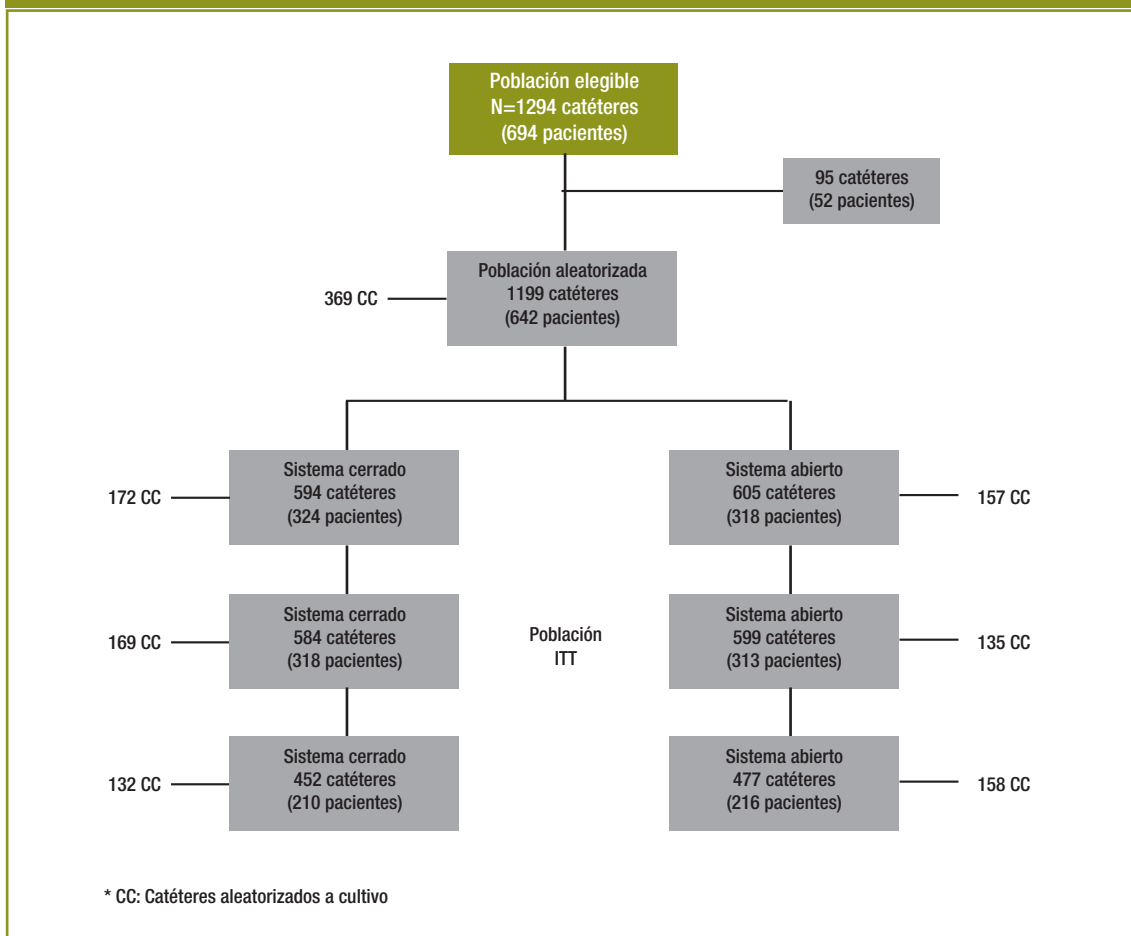 Población elegible
N=1294 catéteres
(694 pacientes)
95 catéteres
(52 pacientes)
Población aleatorizada
1199 catéteres
(642 pacientes)
369 CC
Sistema cerrado
594 catéteres
(324 pacientes)
172 CC
Sistema abierto
605 catéteres
(318 pacientes)
157 CC
Sistema cerrado
584 catéteres
(318 pacientes)
169 CC
Población
ITT
Sistema abierto
599 catéteres
(313 pacientes)
135 CC
Sistema cerrado
452 catéteres
(210 pacientes)
132 CC
Sistema abierto
477 catéteres
(216 pacientes)
158 CC
* CC: Catéteres aleatorizados a cultivo